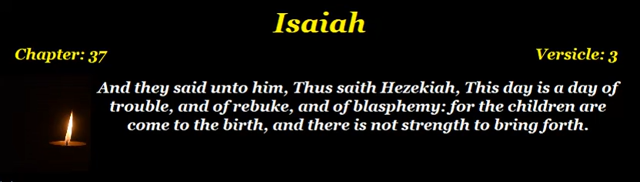 Isaiah
Chapter: 37
Versicle: 3
And they said unto him, Thus saith Hezekiah, This day is a day of
trouble, and of rebuke, and of blasphemy: for the children are
come to the birth, and there is not strength to bring forth.